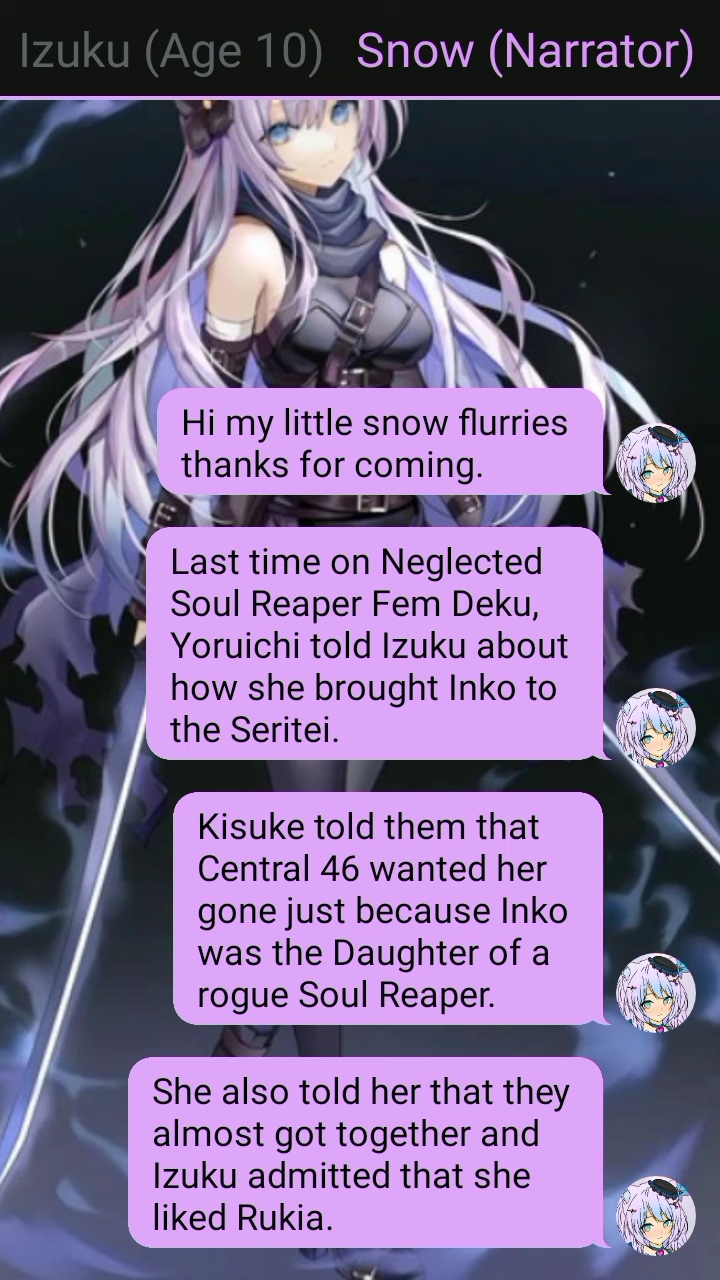 Izuku (Age 10) Snow (Narrator)
Hi my little snow flurries
thanks for coming.
Last time on Neglected
Soul Reaper Fem Deku,
Yoruichi told Izuku about
how she brought Inko to
the Seritei.
Kisuke told them that
Central 46 wanted her
gone just because Inko
was the Daughter of a
rogue Soul Reaper.
She also told her that they
almost got together and
Izuku admitted that she
liked Rukia.